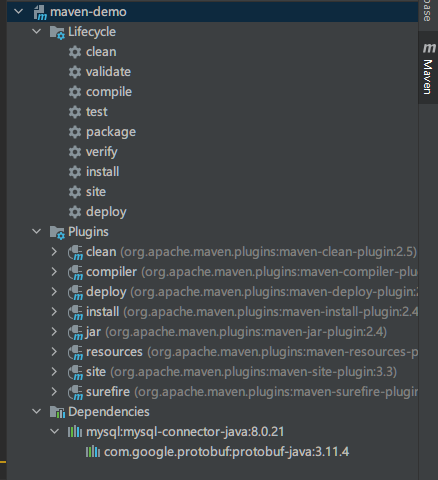 maven-demo
Lifecycle
clean
validate
compile
test
package
verify
install
site
deploy
Plugins
clean (org.apache.maven.plugins:maven-clean-plugin:2.5)
compiler (org.apache.maven.plugins:maven-compiler-plu
deploy (org.apache.maven.plugins:maven-deploy-plugin:2
install (org.apache.maven.plugins:maven-install-plugin:2.4
jar (org.apache.maven.plugins:maven-jar-plugin:2.4)
resources (org.apache.maven.plugins:maven-resources-p
site (org.apache.maven.plugins:maven-site-plugin:3.3)
surefire (org.apache.maven.plugins:maven-surefire-plugin
Dependencies
mysql:mysql-connector-java:8.0.21
com.google.protobuf:protobuf-java:3.11.4
base
m Maven